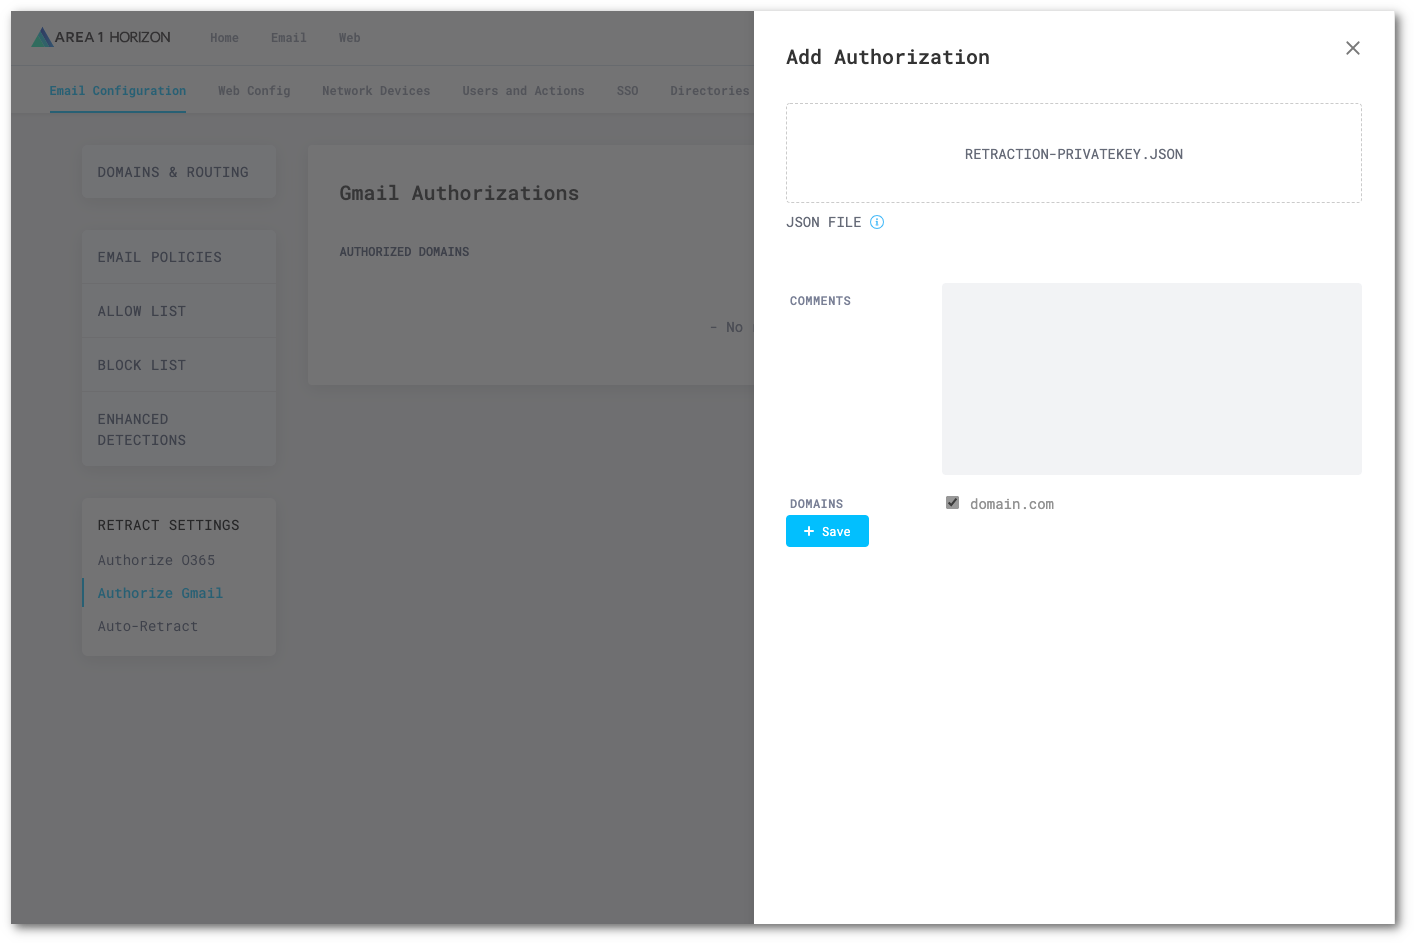 AREA 1 HORIZON
Home Email Web
Email Configuration Web Config Network Devices Users and Actions SSO Directories
DOMAINS & ROUTING
EMAIL POLICIES
ALLOW LIST
BLOCK LIST
ENHANCED
DETECTIONS
RETRACT SETTINGS
Authorize O365
Authorize Gmail
Auto-Retract
Gmail Authorizations
AUTHORIZED DOMAINS
- No
Add Authorization
RETRACTION-PRIVATEKEY.JSON
JSON FILE
COMMENTS
DOMAINS domain.com
+ Save